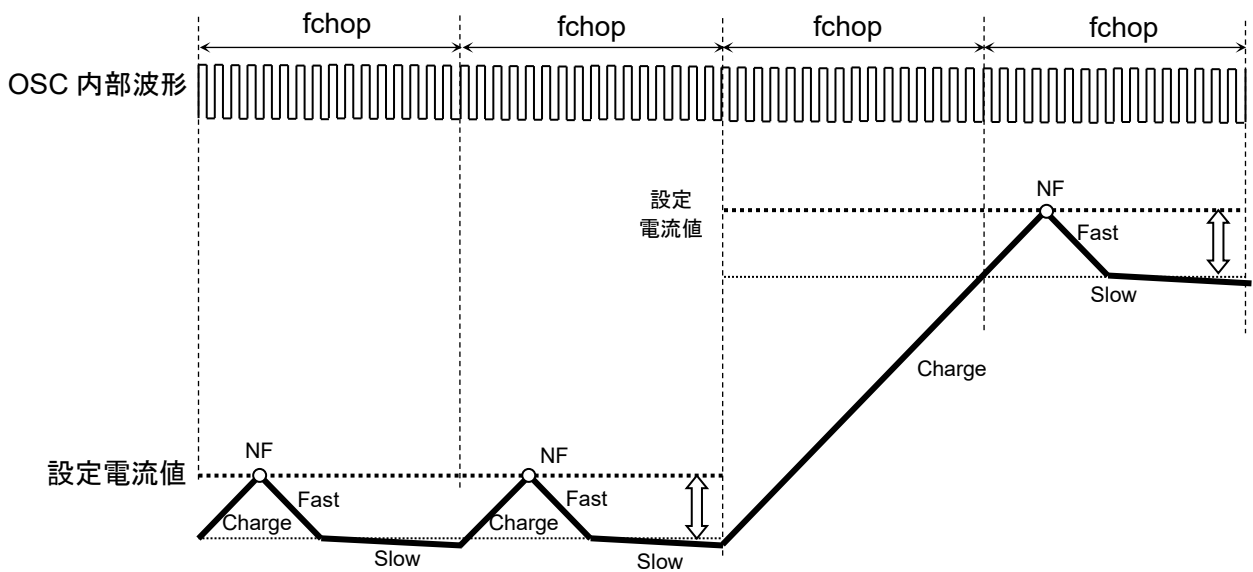 fchop
fchop
fchop
fchop
OSC 内部波形
設定
電流値
NF
Fast
Slow
Charge
設定電流値
NF
Fast
Charge
Slow
NF
Fast
Charge
Slow